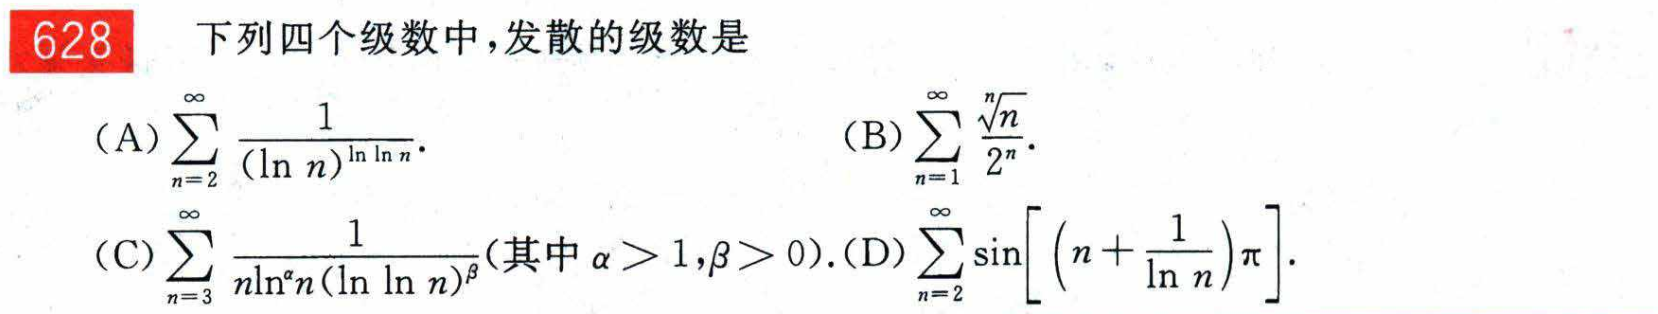 628 下列四个级数中,发散的级数是
(A) $\sum_{n=2}^{\infty} \frac{1}{(\ln n)^{\ln \ln n}}$. (B) $\sum_{n=1}^{\infty} \frac{\sqrt[n]{n}}{2^n}$.
(C) $\sum_{n=3}^{\infty} \frac{1}{n\ln^{\alpha} n(\ln \ln n)^{\beta}}$(其中 α > 1,β > 0). (D) $\sum_{n=2}^{\infty} \sin\left[\left(n+\frac{1}{\ln n}\right)\pi\right]$.